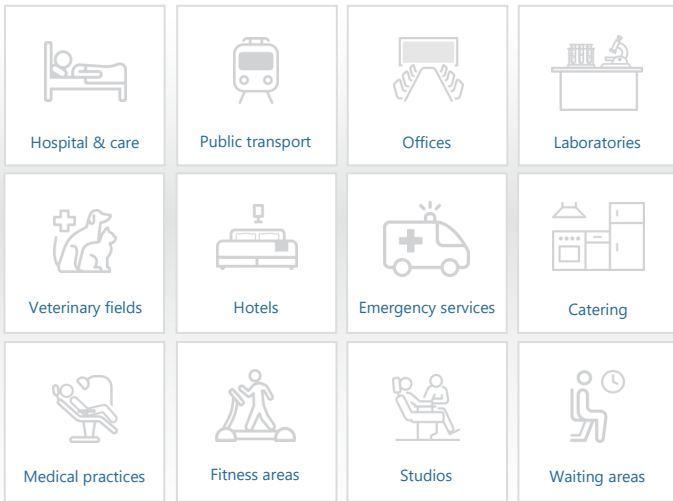 Hospital & care
Public transport
Offices
Laboratories
Veterinary fields
Hotels
Emergency services
Catering
Medical practices
Fitness areas
Studios
Waiting areas